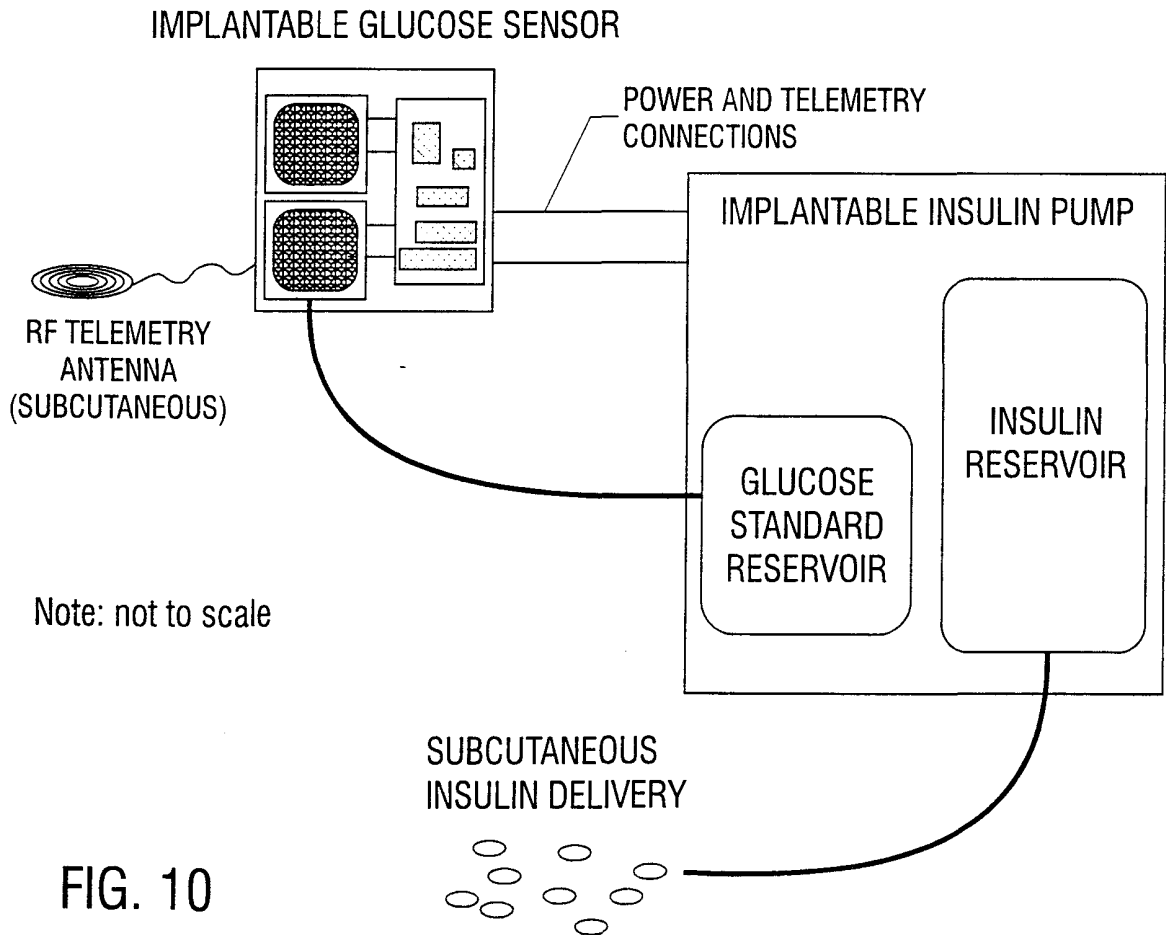 IMPLANTABLE GLUCOSE SENSOR
POWER AND TELEMETRY
CONNECTIONS
IMPLANTABLE INSULIN PUMP
RF TELEMETRY
ANTENNA
(SUBCUTANEOUS)
INSULIN
RESERVOIR
GLUCOSE
STANDARD
RESERVOIR
Note: not to scale
SUBCUTANEOUS
INSULIN DELIVERY
FIG. 10